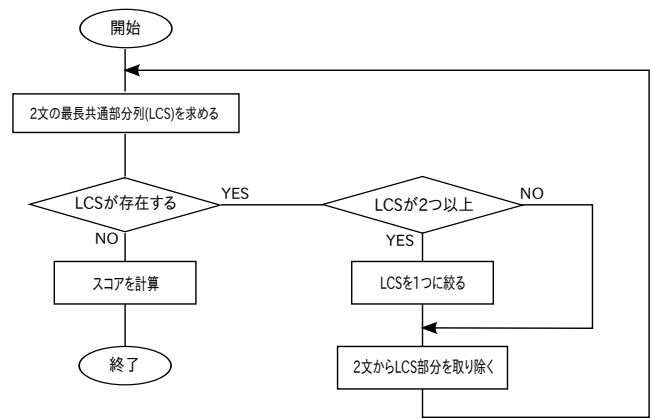 開始
2文の最長共通部分列(LCS)を求める
LCSが存在する
YES
NO
LCSが2つ以上
NO
YES
スコアを計算
LCSを1つに絞る
終了
2文からLCS部分を取り除く